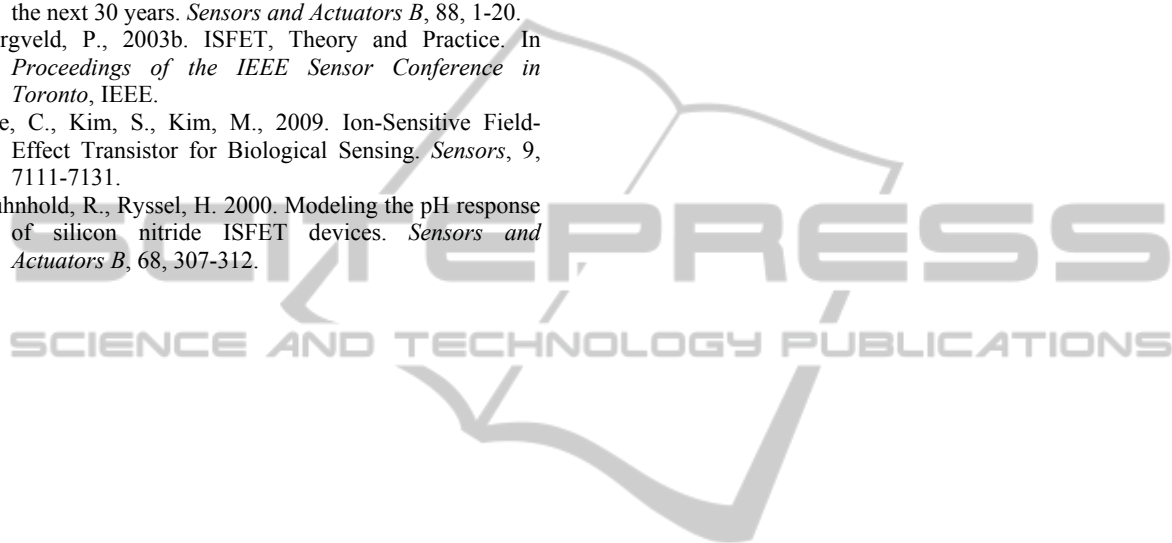 the next 30 years. Sensors and Actuators B, 88, 1-20.
rgveld, P., 2003b. ISFET, Theory and Practice. In
Proceedings of the IEEE Sensor Conference in
Toronto, IEEE.
e, C., Kim, S., Kim, M., 2009. Ion-Sensitive Field-
Effect Transistor for Biological Sensing. Sensors, 9,
7111-7131.
hnhold, R., Ryssel, H. 2000. Modeling the pH response
of silicon nitride ISFET devices. Sensors and
Actuators B, 68, 307-312.
SCITEPRESS
SCIENCE AND TECHNOLOGY PUBLICATIONS